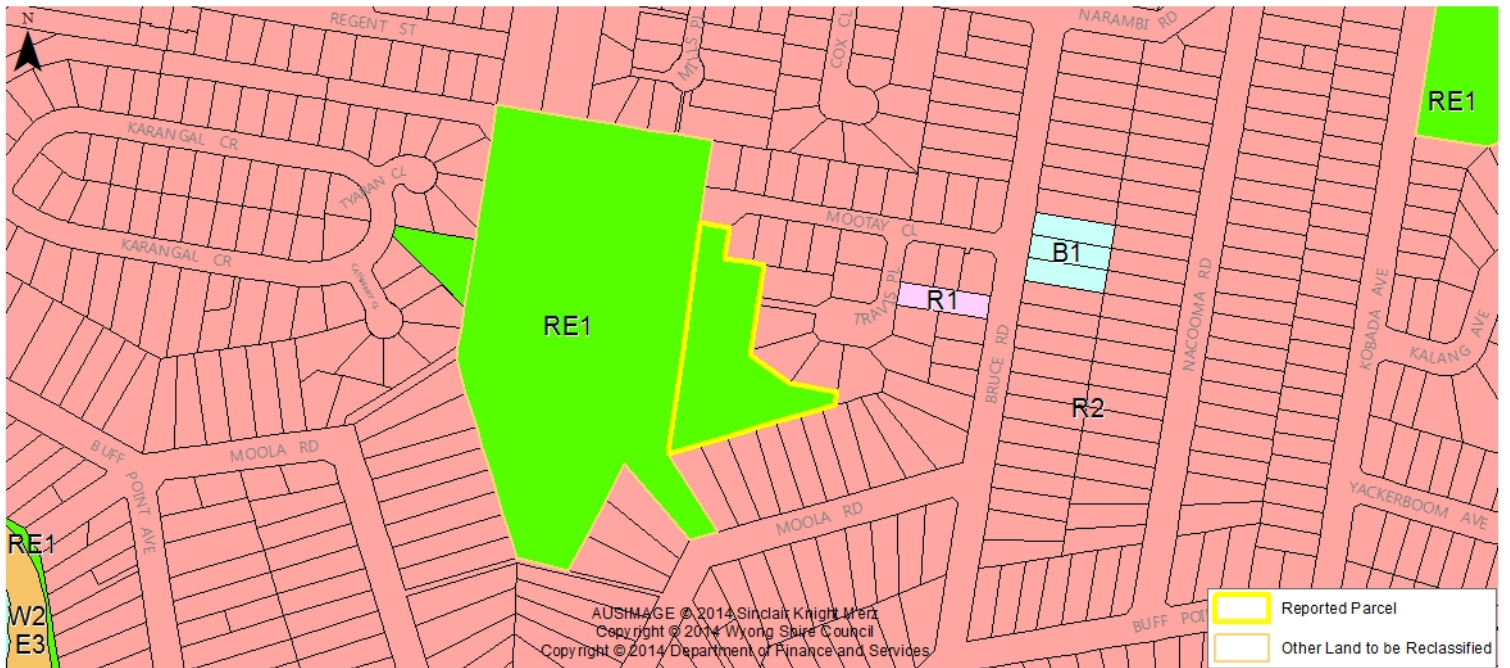 N
REGENT ST
MILLS PL
COX CL
NARAMBI RD
RE1
KARANGAL CR
TYABAN CL
KARANGAL CR
MOOTAY CL
B1
R1
TRAVIS PL
RE1
BRUCE RD
NACOOMA RD
KOBADA AVE
KALANG AVE
R2
BUFF POINT AVE
MOOLA RD
MOOLA RD
YACKERBOOM AVE
RE1
W2
E3
BUFF POI
AUSIMAGE © 2014 Sinclair Knight Merz
Copyright © 2014 Wyong Shire Council
Copyright © 2014 Department of Finance and Services
Reported Parcel
Other Land to be Reclassified